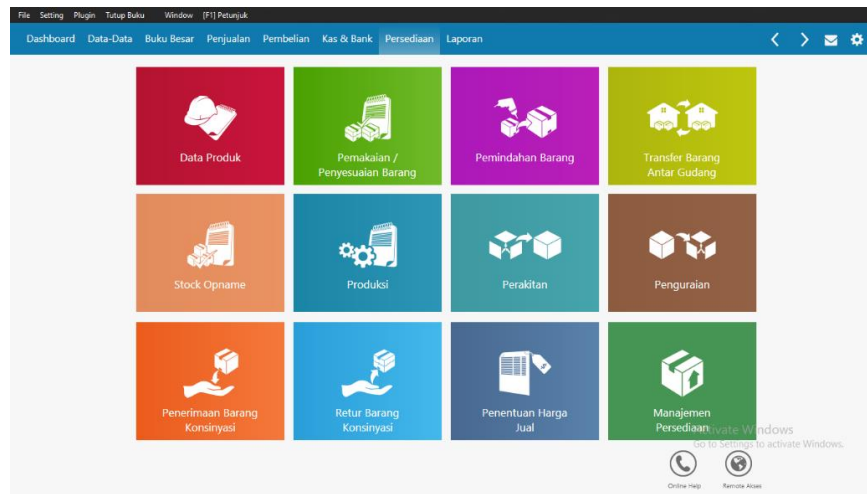 File Setting Plugin Tutup Buku Window [F1] Petunjuk
Dashboard Data-Data Buku Besar Penjualan Pembelian Kas & Bank Persediaan Laporan
Data Produk
Pemakaian /
Penyesuaian Barang
Pemindahan Barang
Transfer Barang
Antar Gudang
Stock Opname
Produksi
Perakitan
Penguraian
Penerimaan Barang
Konsinyasi
Retur Barang
Konsinyasi
Penentuan Harga
Jual
Manajemen
Persediaan
Activate Windows
Go to Settings to activate Windows.
Online Help
Remote Akses